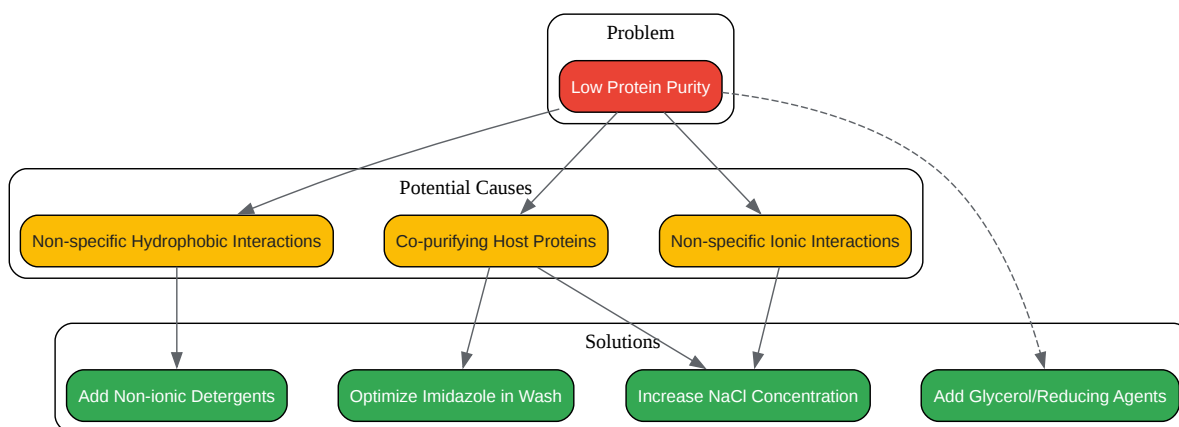 Problem
Low Protein Purity
Potential Causes
Non-specific Hydrophobic Interactions
Co-purifying Host Proteins
Non-specific Ionic Interactions
Solutions
Add Non-ionic Detergents
Optimize Imidazole in Wash
Increase NaCl Concentration
Add Glycerol/Reducing Agents